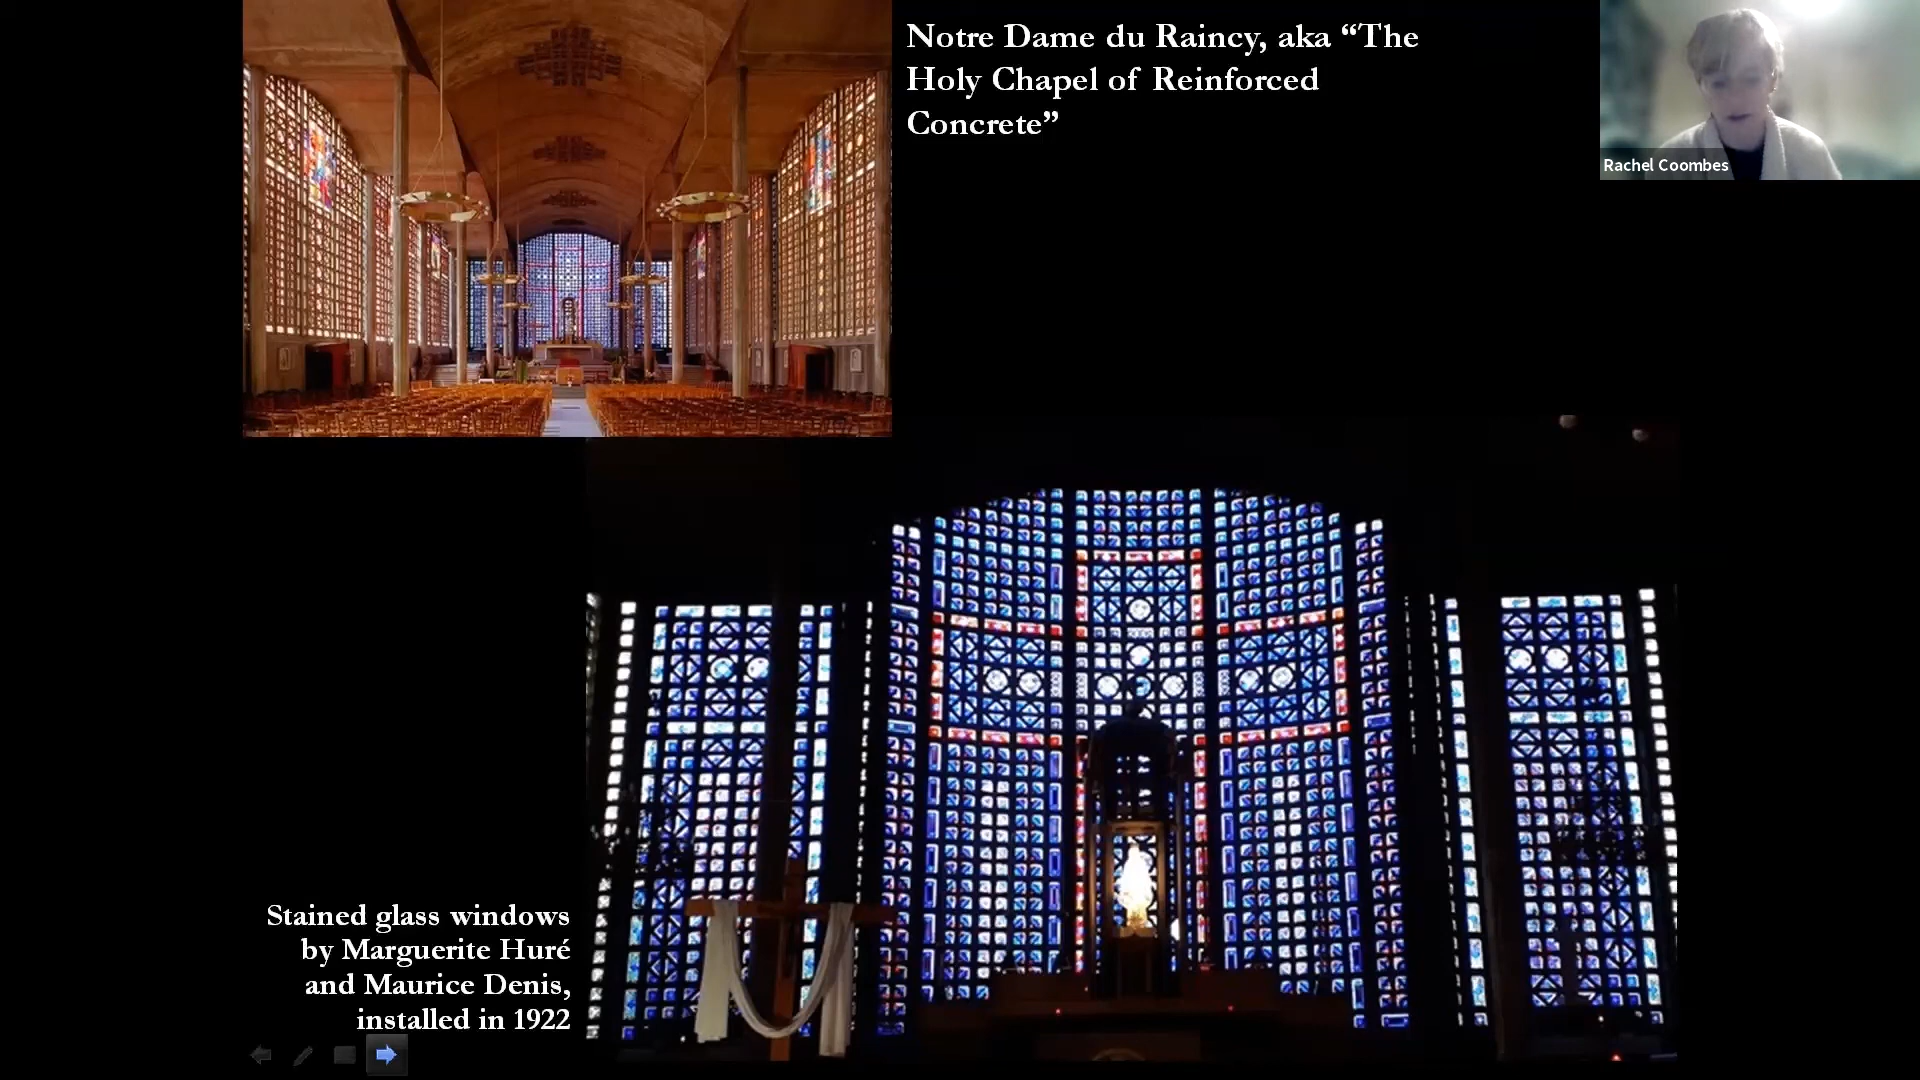 Notre Dame du Raincy, aka “The
Holy Chapel of Reinforced
Concrete”
Rachel Coombes
Stained glass windows
by Marguerite Huré
and Maurice Denis,
installed in 1922